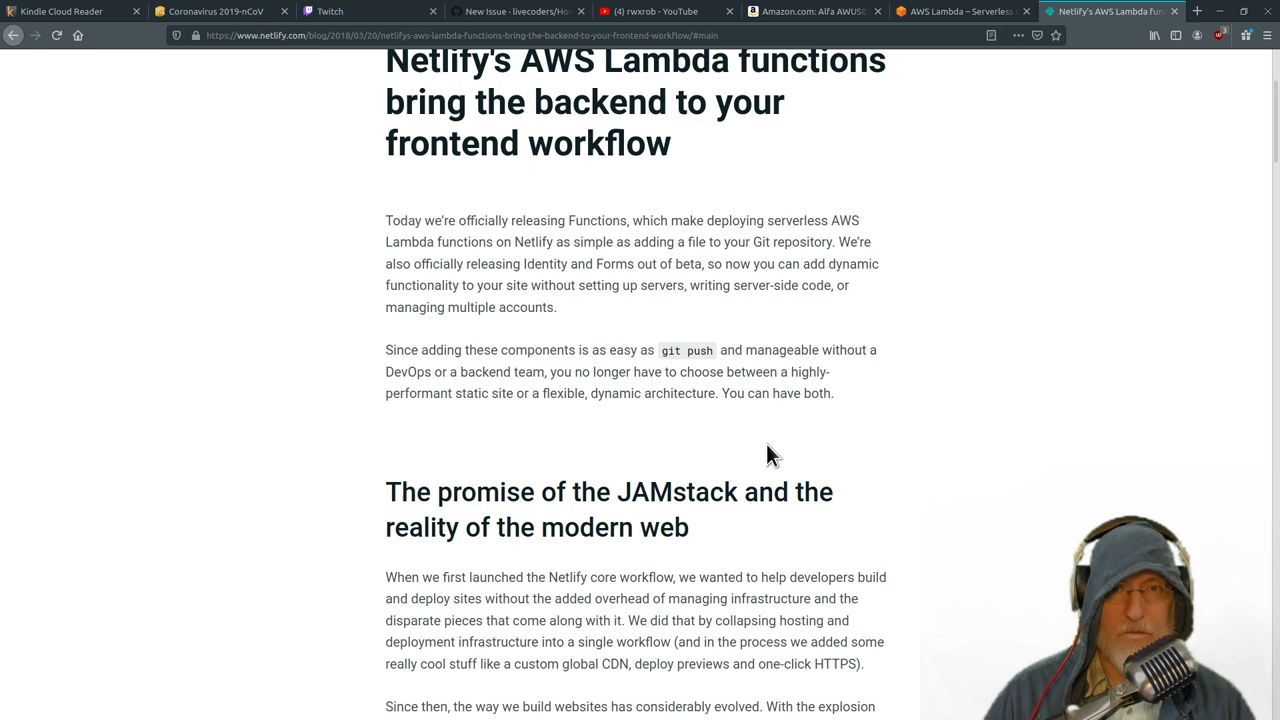 Kindle Cloud Reader
Coronavirus 2019-nCoV
Twitch
New Issue · livecoders/Ho
(4) rwxrob - YouTube
Amazon.com: Alfa AWUS0
AWS Lambda – Serverless
Netlify's AWS Lambda fun
https://www.netlify.com/blog/2018/03/20/netlifys-aws-lambda-functions-bring-the-backend-to-your-frontend-workflow/#main
3
Netlify's AWS Lambda functions
bring the backend to your
frontend workflow
Today we're officially releasing Functions, which make deploying serverless AWS
Lambda functions on Netlify as simple as adding a file to your Git repository. We're
also officially releasing Identity and Forms out of beta, so now you can add dynamic
functionality to your site without setting up servers, writing server-side code, or
managing multiple accounts.
Since adding these components is as easy as git push and manageable without a
DevOps or a backend team, you no longer have to choose between a highly-
performant static site or a flexible, dynamic architecture. You can have both.
The promise of the JAMstack and the
reality of the modern web
When we first launched the Netlify core workflow, we wanted to help developers build
and deploy sites without the added overhead of managing infrastructure and the
disparate pieces that come along with it. We did that by collapsing hosting and
deployment infrastructure into a single workflow (and in the process we added some
really cool stuff like a custom global CDN, deploy previews and one-click HTTPS).
Since then, the way we build websites has considerably evolved. With the explosion